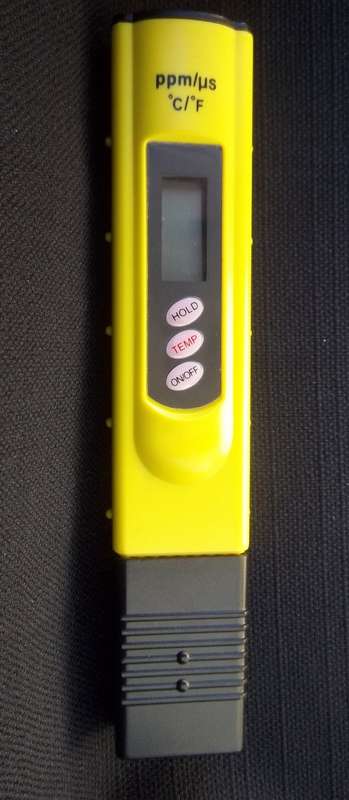 ppm/µs
°C/°F
HOLD
TEMP
ON/OFF